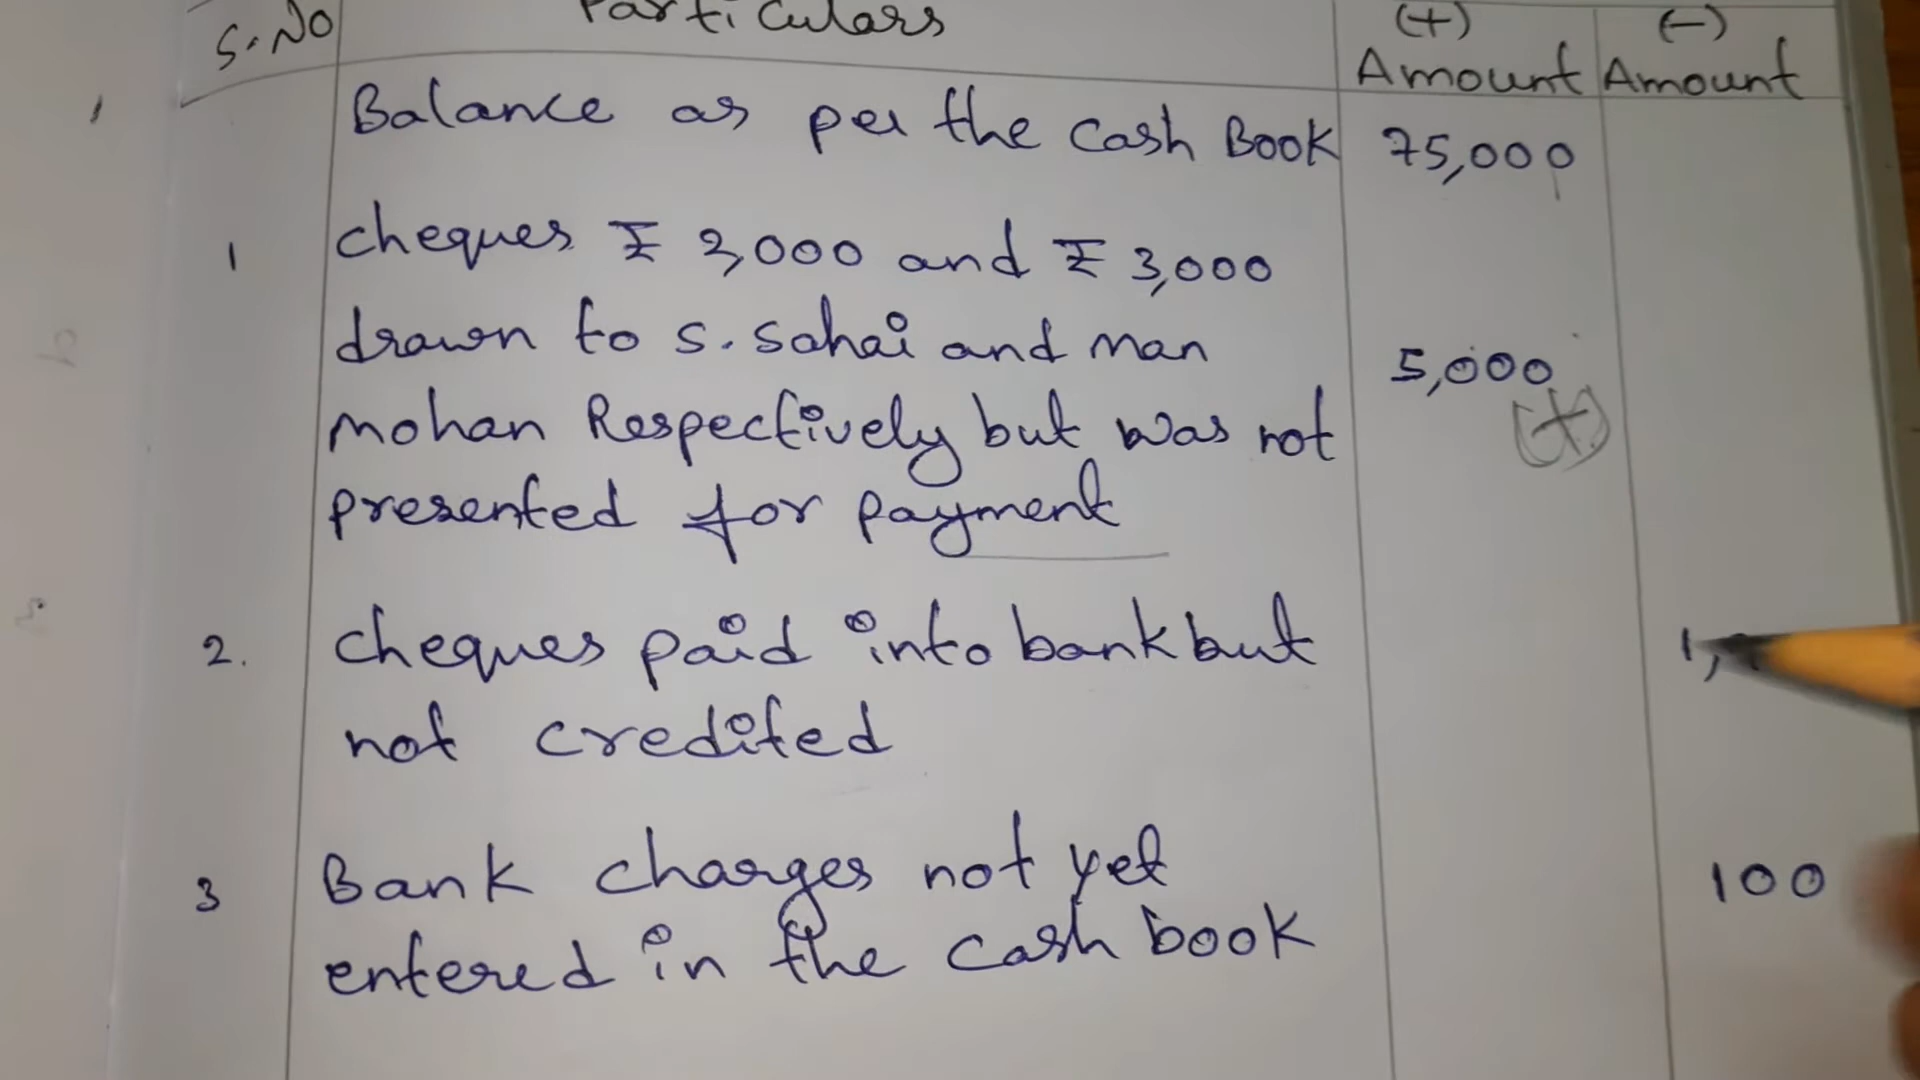 S.No Particulars (+) Amount (-) Amount
Balance as per the Cash Book 75,000
1 cheques ₹ 2,000 and ₹ 3,000
drawn to S. Sahai and man
mohan Respectively but was not 5,000
presented for payment (+)
2. cheques paid into bank but 1,
not credited
3 Bank charges not yet 100
entered in the cash book